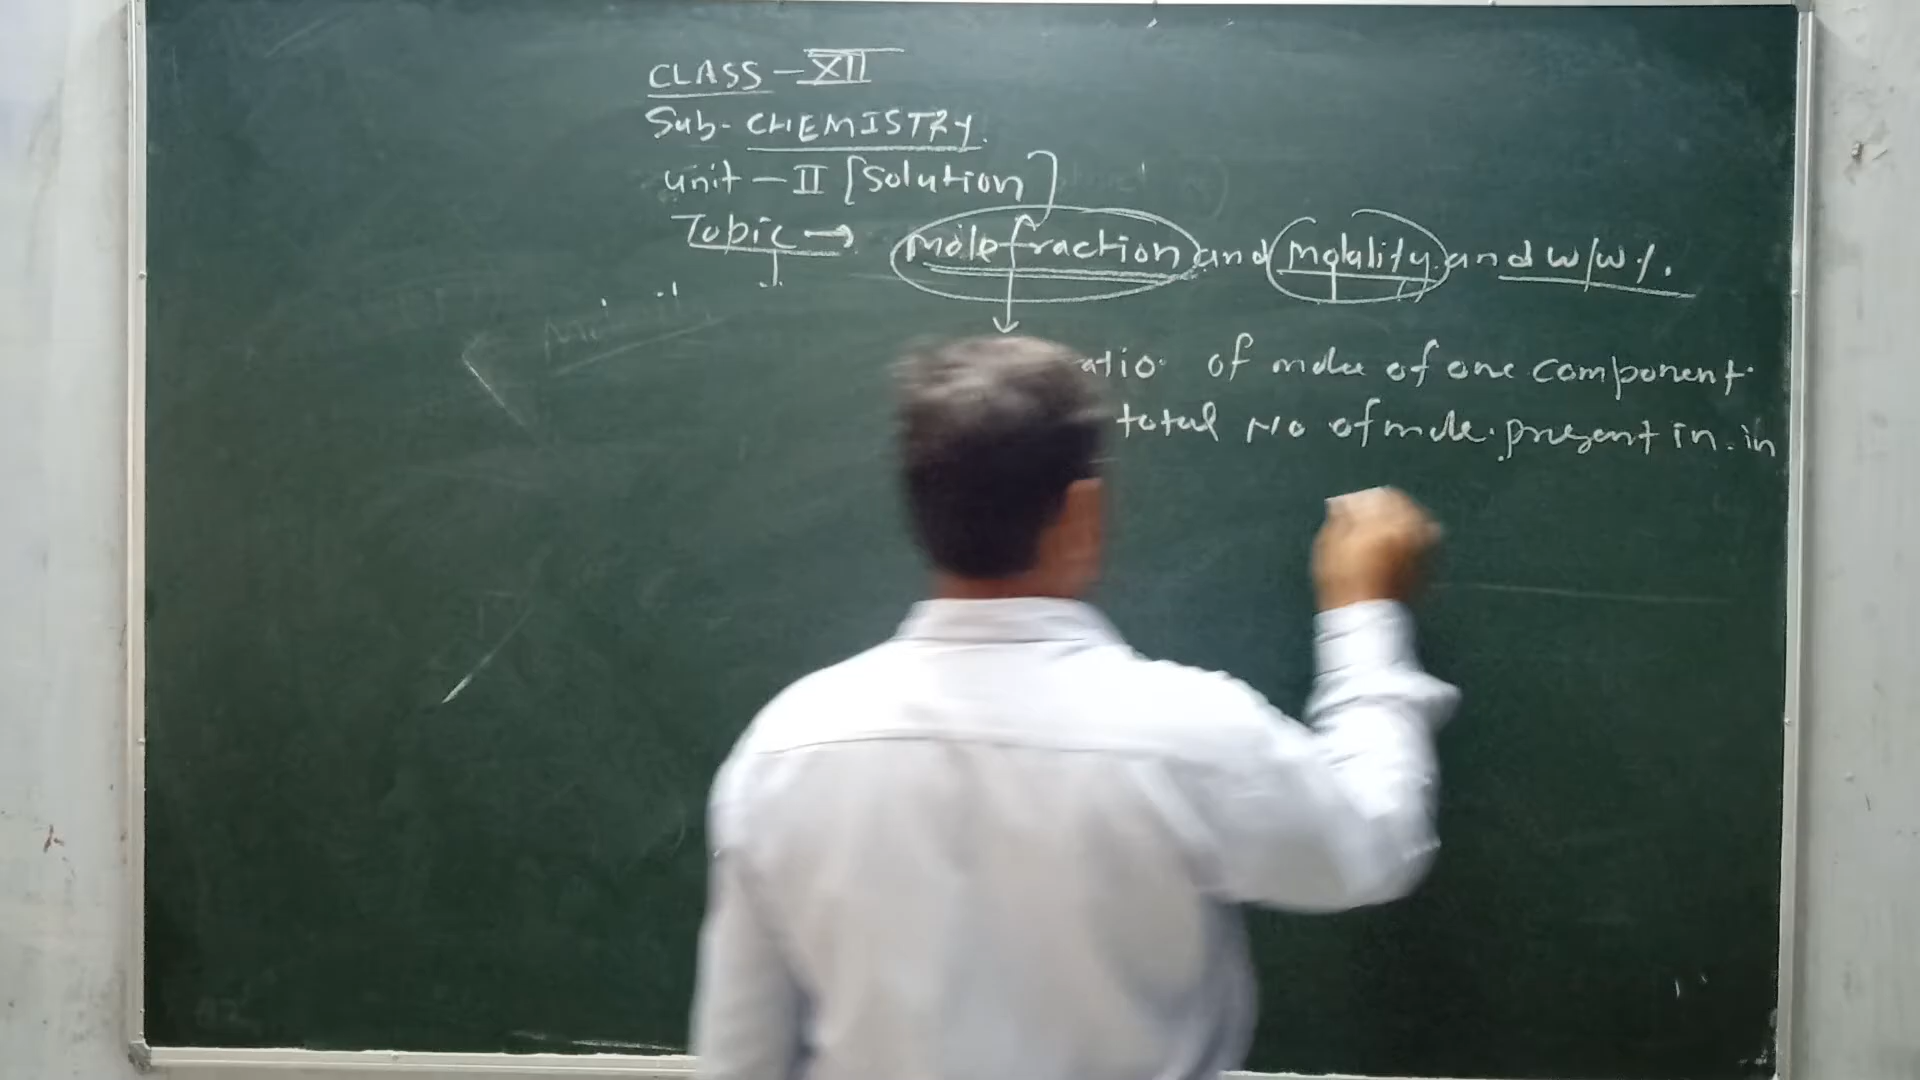 CLASS - XII
Sub- CHEMISTRY.
unit - II [Solution]
Topic → mole fraction and molality and w/w %.
atio of mole of one component.
total No of mole present in in